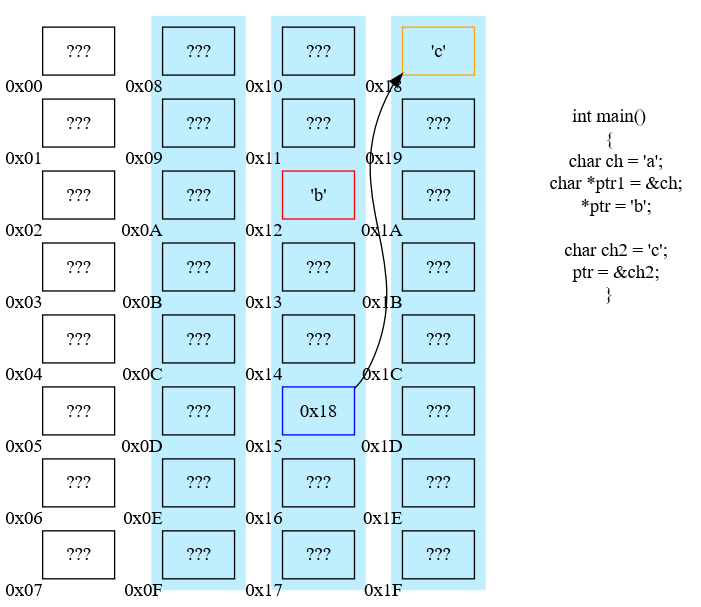 ??? ??? ??? 'c'
0x00 0x08 0x10 0x18
??? ??? ??? ???
0x01 0x09 0x11 0x19
??? ??? 'b' ???
0x02 0x0A 0x12 0x1A
??? ??? ??? ???
0x03 0x0B 0x13 0x1B
??? ??? ??? ???
0x04 0x0C 0x14 0x1C
??? ??? 0x18 ???
0x05 0x0D 0x15 0x1D
??? ??? ??? ???
0x06 0x0E 0x16 0x1E
??? ??? ??? ???
0x07 0x0F 0x17 0x1F
int main()
{
char ch = 'a';
char *ptr1 = &ch;
*ptr = 'b';
char ch2 = 'c';
ptr = &ch2;
}